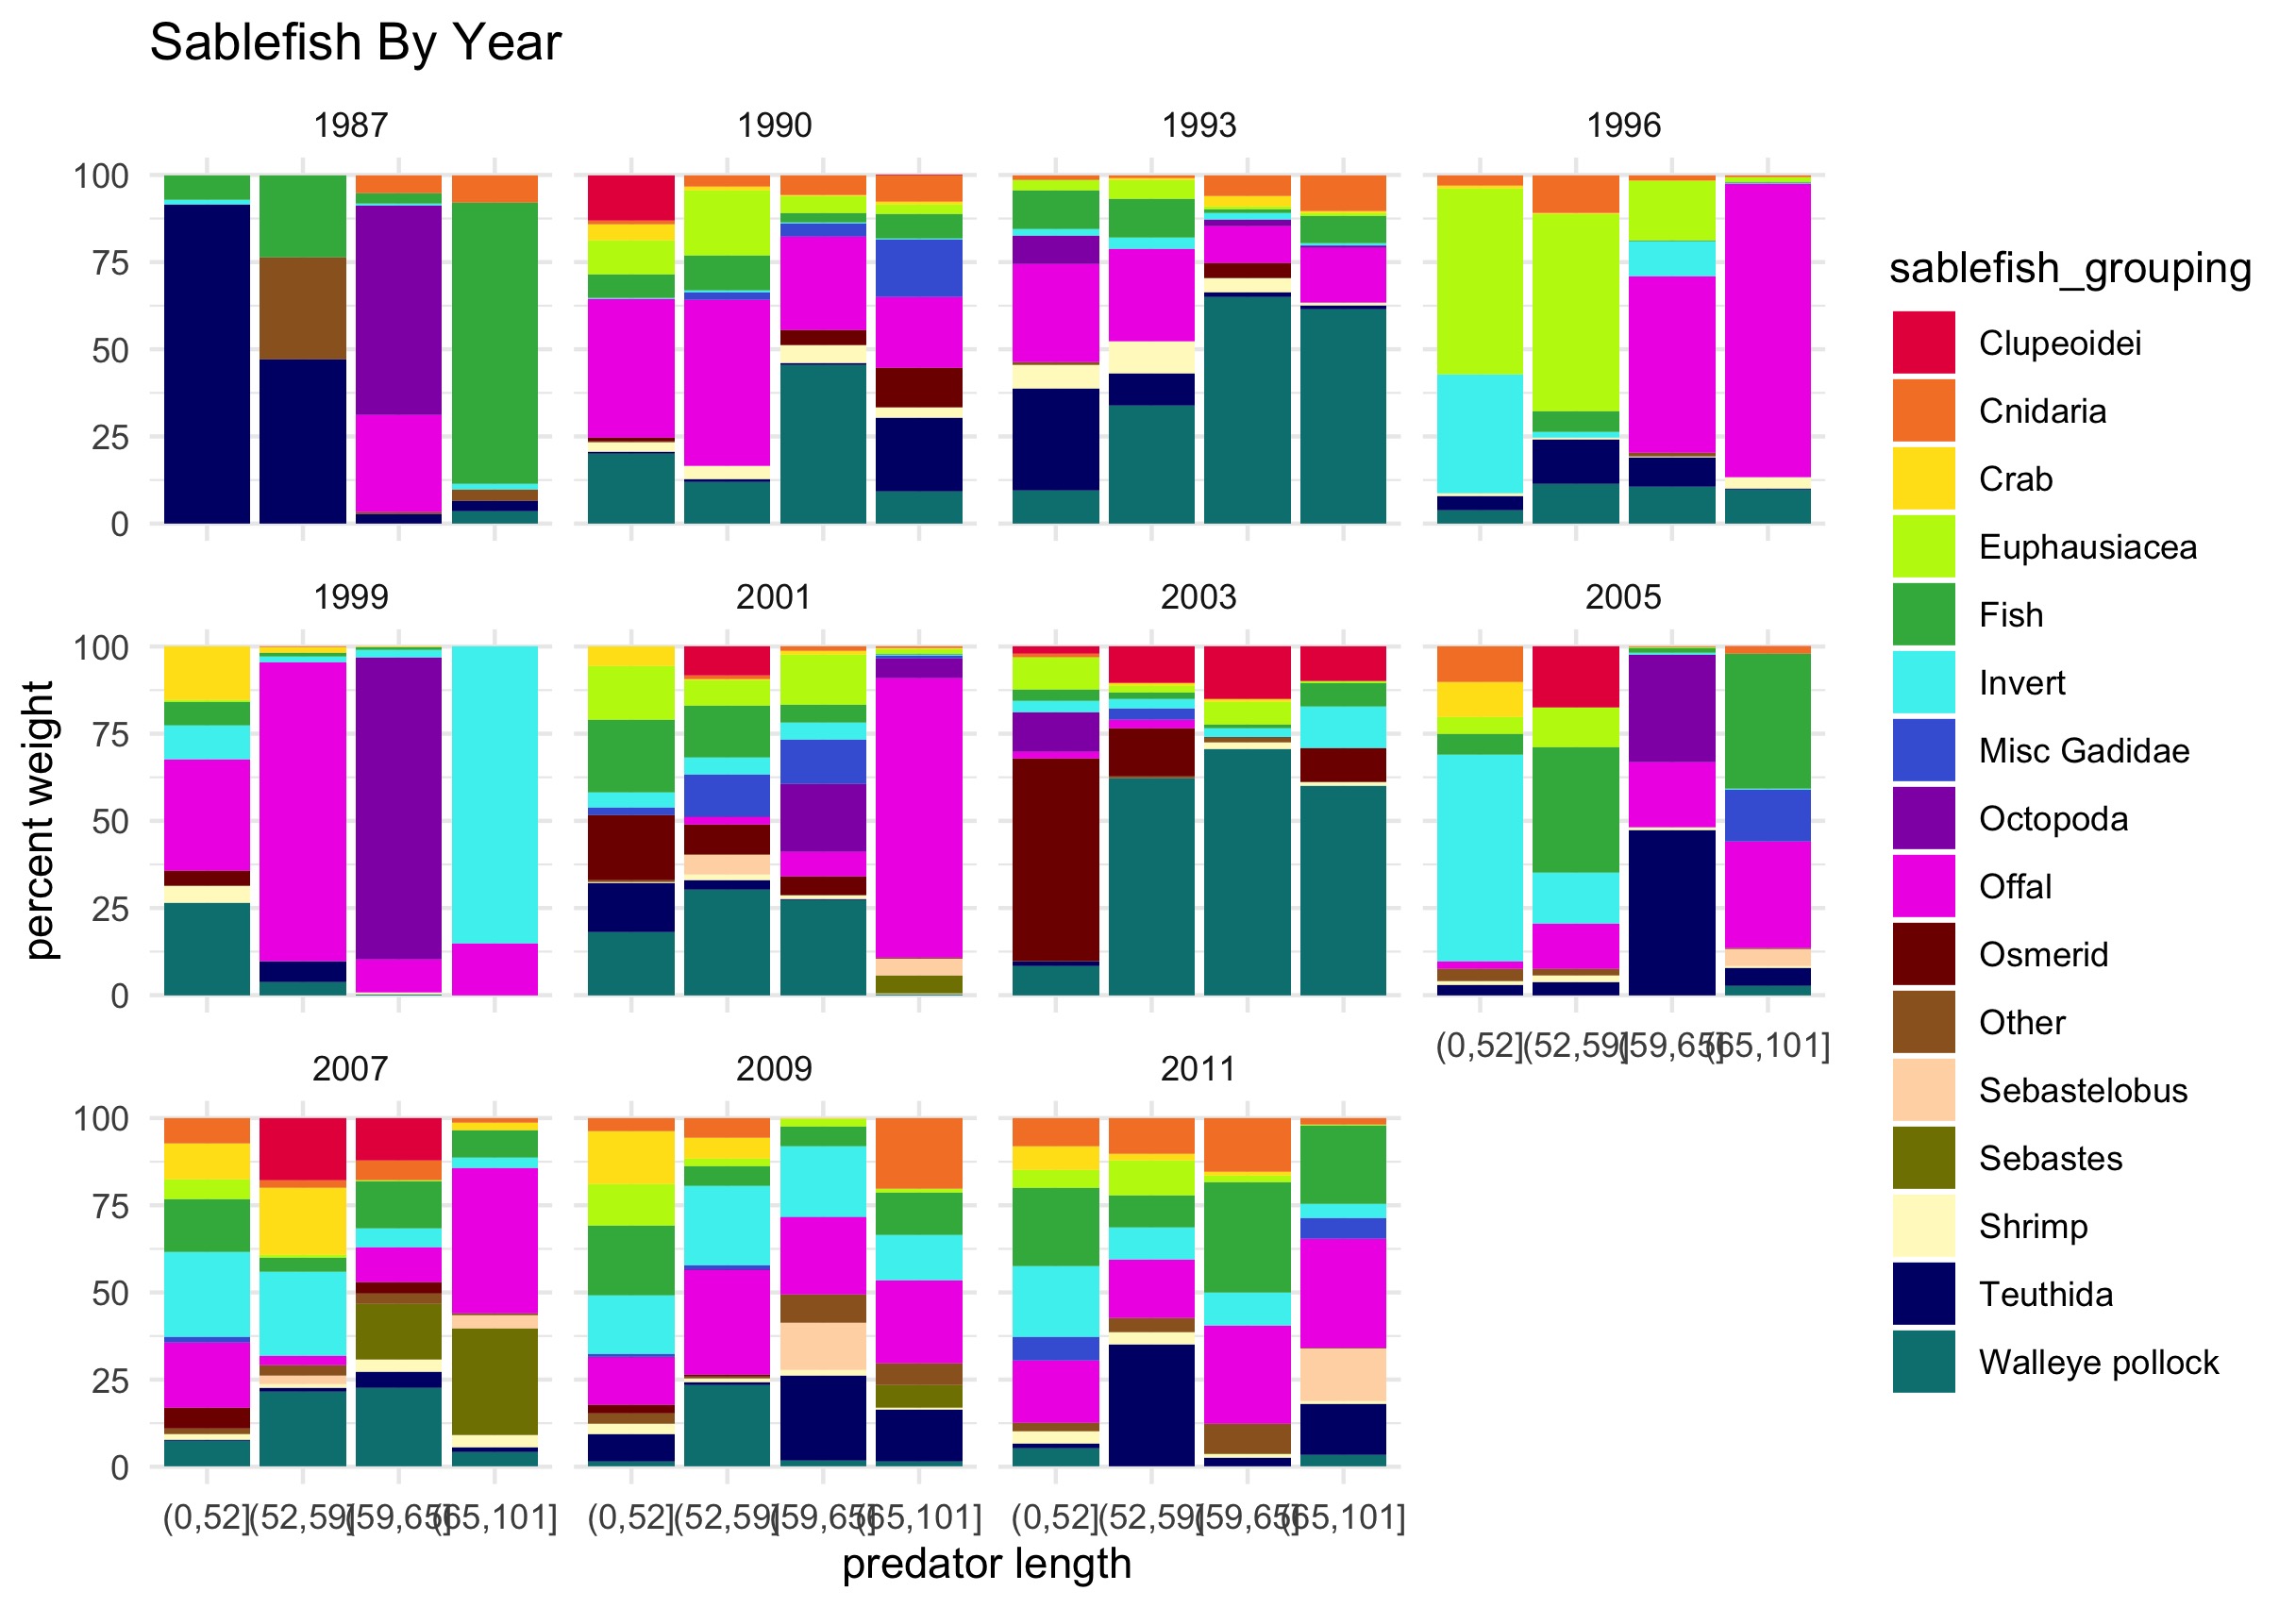 Sablefish By Year
1987 1990 1993 1996
100
75
50
25
0
1999 2001 2003 2005
100
75
50
25
0
(0,52] (52,59] (59,65] (65,101]
2007 2009 2011
100
75
50
25
0
(0,52] (52,59] (59,65] (65,101] (0,52] (52,59] (59,65] (65,101] (0,52] (52,59] (59,65] (65,101]
predator length
percent weight
sablefish_grouping
Clupeoidei
Cnidaria
Crab
Euphausiacea
Fish
Invert
Misc Gadidae
Octopoda
Offal
Osmerid
Other
Sebastelobus
Sebastes
Shrimp
Teuthida
Walleye pollock